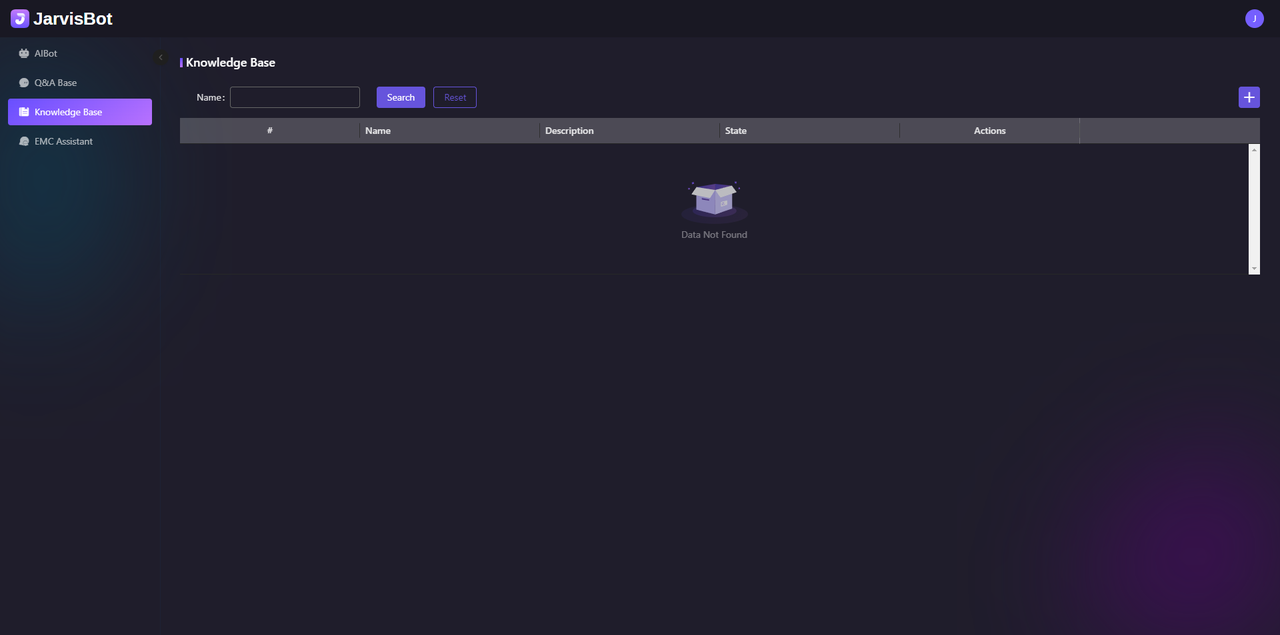 JarvisBot
J
AIBot
Q&A Base
Knowledge Base
EMC Assistant
Knowledge Base
Name:
Search
Reset
# Name Description State Actions
Data Not Found